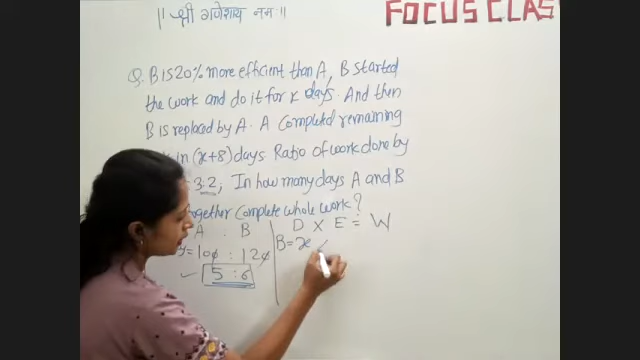 ॥ श्री गणेशाय नमः ॥
FOCUS CLAS
Q. B is 20% more efficient than A, B started
the work and do it for x days. And then
B is replaced by A. A Completed remaining
in (x+8) days. Ratio of work done by
= 3:2, In how many days A and B
together Complete whole work?
A : B
= 100 : 120
5 : 6
D X E = W
B = x